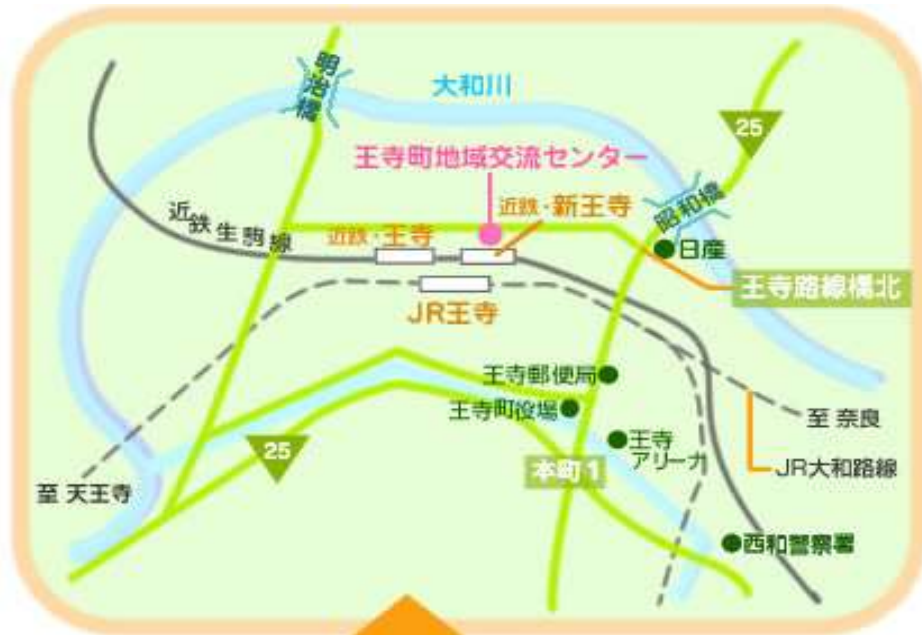 明治橋
大和川
25
王寺町地域交流センター
近鉄・新王寺
昭和橋
近鉄生駒線
近鉄・王寺
日産
王寺路線橋北
JR王寺
王寺郵便局
王寺町役場
至 奈良
25
王寺
アリーナ
本町1
JR大和路線
至 天王寺
西和警察署